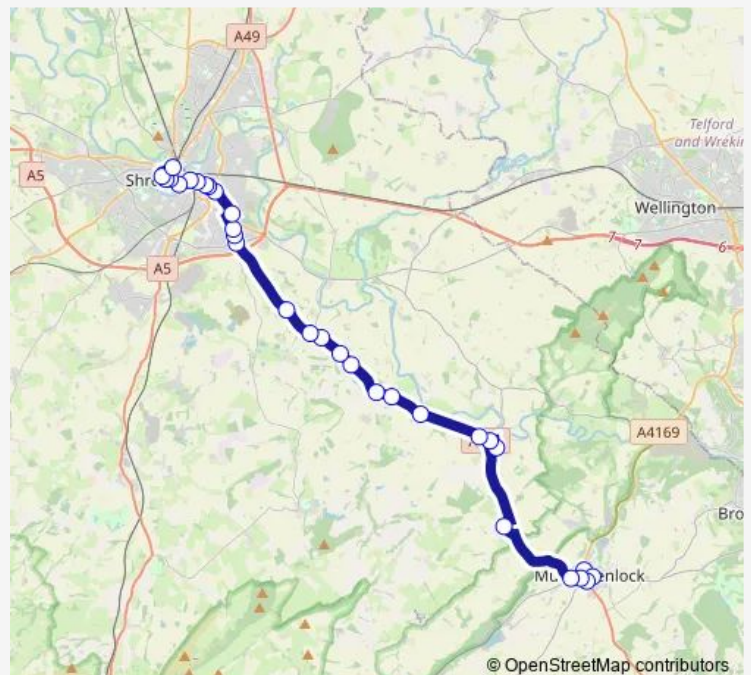 A49
Telford
and Wrekin
A5
Shre
Wellington
7
7
6
A5
A4169
Bro
Mu
enlock
© OpenStreetMap contributors